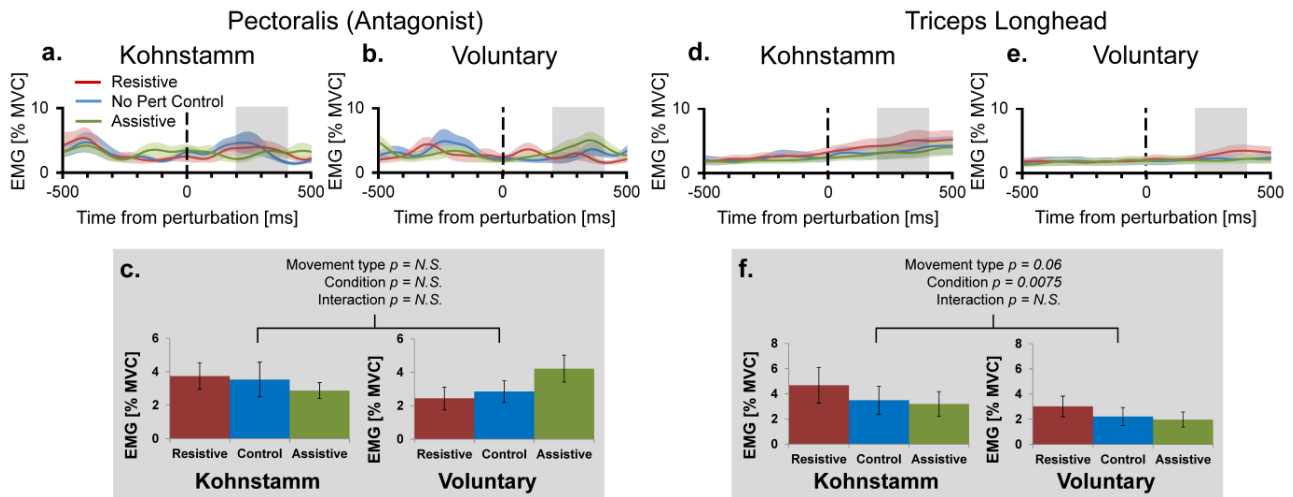 Pectoralis (Antagonist)
Triceps Longhead
a.
Kohnstamm
b.
Voluntary
d.
Kohnstamm
e.
Voluntary
Resistive
No Pert Control
Assistive
EMG [% MVC]
10
0
-500
0
500
Time from perturbation [ms]
EMG [% MVC]
10
0
-500
0
500
Time from perturbation [ms]
EMG [% MVC]
10
0
-500
0
500
Time from perturbation [ms]
EMG [% MVC]
10
0
-500
0
500
Time from perturbation [ms]
c.
Movement type p = N.S.
Condition p = N.S.
Interaction p = N.S.
EMG [% MVC]
6
4
2
0
Resistive Control Assistive
Kohnstamm
EMG [% MVC]
6
4
2
0
Resistive Control Assistive
Voluntary
f.
Movement type p = 0.06
Condition p = 0.0075
Interaction p = N.S.
EMG [% MVC]
8
6
4
2
0
Resistive Control Assistive
Kohnstamm
EMG [% MVC]
8
6
4
2
0
Resistive Control Assistive
Voluntary